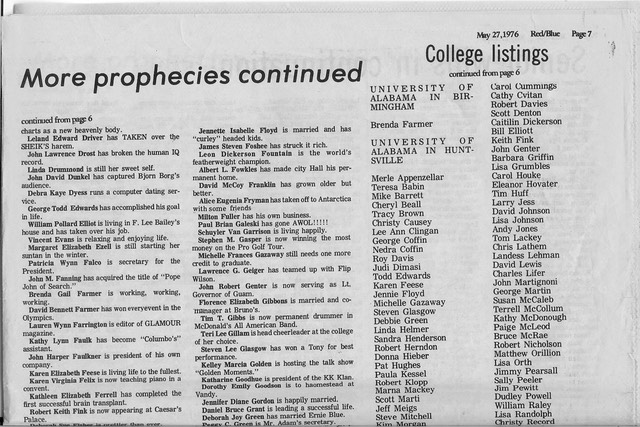 May 27, 1976 Red/Blue Page 7
More prophecies continued
continued from page 6
charts as a new heavenly body.
Leland Edward Driver has TAKEN over the
SHEIK'S harem.
John Lawrence Drost has broken the human IQ
record.
Linda Drummond is still her sweet self.
John David Dunkel has captured Bjorn Borg's
audience.
Debra Kaye Dyess runs a computer dating ser-
vice.
George Todd Edwards has accomplished his goal
in life.
William Pollard Elliet is living in F. Lee Bailey's
house and has taken over his job.
Vincent Evans is relaxing and enjoying life.
Margaret Elizabeth Ezell is still starting her
suntan in the winter.
Patricia Wynn Falco is secretary for the
President.
John M. Fanning has acquired the title of "Pope
John of Search."
Brenda Gail Farmer is working, working,
working.
David Bennett Farmer has won everyevent in the
Olympics.
Lauren Wynn Farrington is editor of GLAMOUR
magazine.
Kathy Lynn Faulk has become "Columbo's"
assistant.
John Harper Faulkner is president of his own
company.
Karen Elizabeth Feese is living life to the fullest.
Karen Virginia Felix is now teaching piano in a
convent.
Kathleen Elizabeth Ferrell has completed the
first successful brain transplant.
Robert Keith Fink is now appearing at Caesar's
Palace.
Jennette Isabelle Floyd is married and has
"curley" headed kids.
James Steven Foshee has struck it rich.
Leon Dickerson Fountain is the world's
featherweight champion.
Albert L. Fowlkes has made city Hall his per-
manent home.
David McCoy Franklin has grown older but
better.
Alice Eugenia Fryman has taken off to Antarctica
with some friends
Milton Fuller has his own business.
Paul Brian Galeski has gone AWOL!!!!!
Schuyler Van Garrison is living happily.
Stephen M. Gasper is now winning the most
money on the Pro Golf Tour.
Michelle Frances Gazaway still needs one more
credit to graduate.
Lawrence G. Geiger has teamed up with Flip
Wilson.
John Robert Genter is now serving as Lt.
Governor of Guam.
Florence Elizabeth Gibbons is married and co-
manager at Bruno's.
Tim T. Gibbs is now permanent drummer in
McDonald's All American Band.
Teri Lee Gillam is head cheerleader at the college
of her choice.
Steven Lee Glasgow has won a Tony for best
performance.
Kelley Marcia Golden is hosting the talk show
"Golden Moments."
Katharine Goodhue is president of the KK Klan.
Dorothy Emily Goodson is to homestead at
Vandy.
Jennifer Diane Gordon is happily married.
Daniel Bruce Grant is leading a successful life.
Deborah Joy Green has married Ernie Blue.
Peggy C. Green is Mr. Adam's secretary.
College listings
continued from page 6
UNIVERSITY OF
ALABAMA IN BIR-
MINGHAM
Brenda Farmer
UNIVERSITY OF
ALABAMA IN HUNT-
SVILLE
Merle Appenzellar
Teresa Babin
Mike Barrett
Cheryl Beall
Tracy Brown
Christy Causey
Lee Ann Clingan
George Coffin
Nedra Coffin
Roy Davis
Judi Dimasi
Todd Edwards
Karen Feese
Jennie Floyd
Michelle Gazaway
Steven Glasgow
Debbie Green
Linda Helmer
Sandra Henderson
Robert Herndon
Donna Hieber
Pat Hughes
Paula Kessel
Robert Klopp
Marna Mackey
Scott Marti
Jeff Meigs
Steve Mitchell
Kim Morgan
Carol Cummings
Cathy Cvitan
Robert Davies
Scott Denton
Caitilin Dickerson
Bill Elliott
Keith Fink
John Genter
Barbara Griffin
Lisa Grumbles
Carol Houke
Eleanor Hovater
Tim Huff
Larry Jess
David Johnson
Lisa Johnson
Andy Jones
Tom Lackey
Chris Lathem
Landess Lehman
David Lewis
Charles Lifer
John Martignoni
George Martin
Susan McCaleb
Terrell McCollum
Kathy McDonough
Paige McLeod
Bruce McRae
Robert Nicholson
Matthew Orillion
Lisa Orth
Jimmy Pearsall
Sally Peeler
Jim Pewitt
Dudley Powell
William Raley
Lisa Randolph
Christy Record